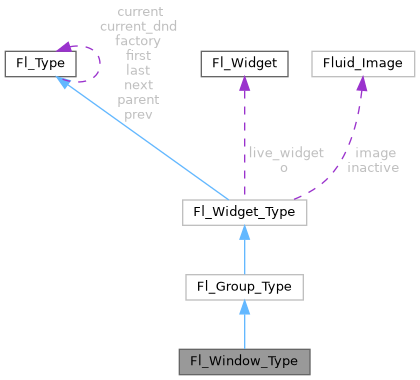 current
current_dnd
factory
first
last
next
parent
prev
Fl_Type
Fl_Widget
Fluid_Image
live_widget
o
image
inactive
Fl_Widget_Type
Fl_Group_Type
Fl_Window_Type